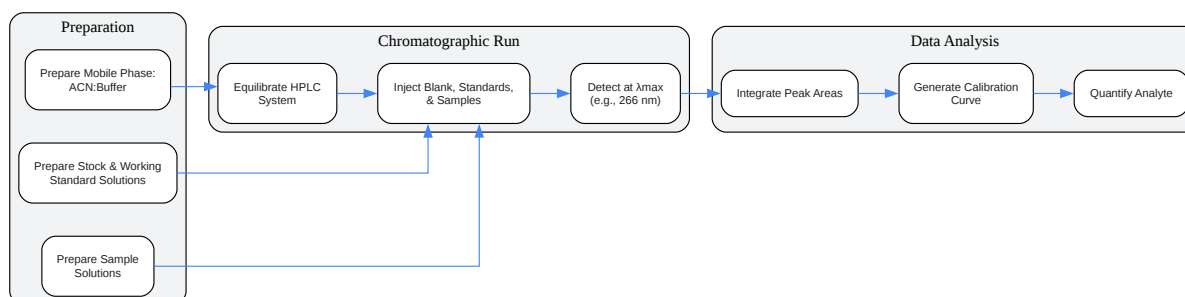 Preparation
Prepare Mobile Phase:
ACN:Buffer
Prepare Stock & Working
Standard Solutions
Prepare Sample
Solutions
Chromatographic Run
Equilibrate HPLC
System
Inject Blank, Standards,
& Samples
Detect at λmax
(e.g., 266 nm)
Data Analysis
Integrate Peak Areas
Generate Calibration
Curve
Quantify Analyte